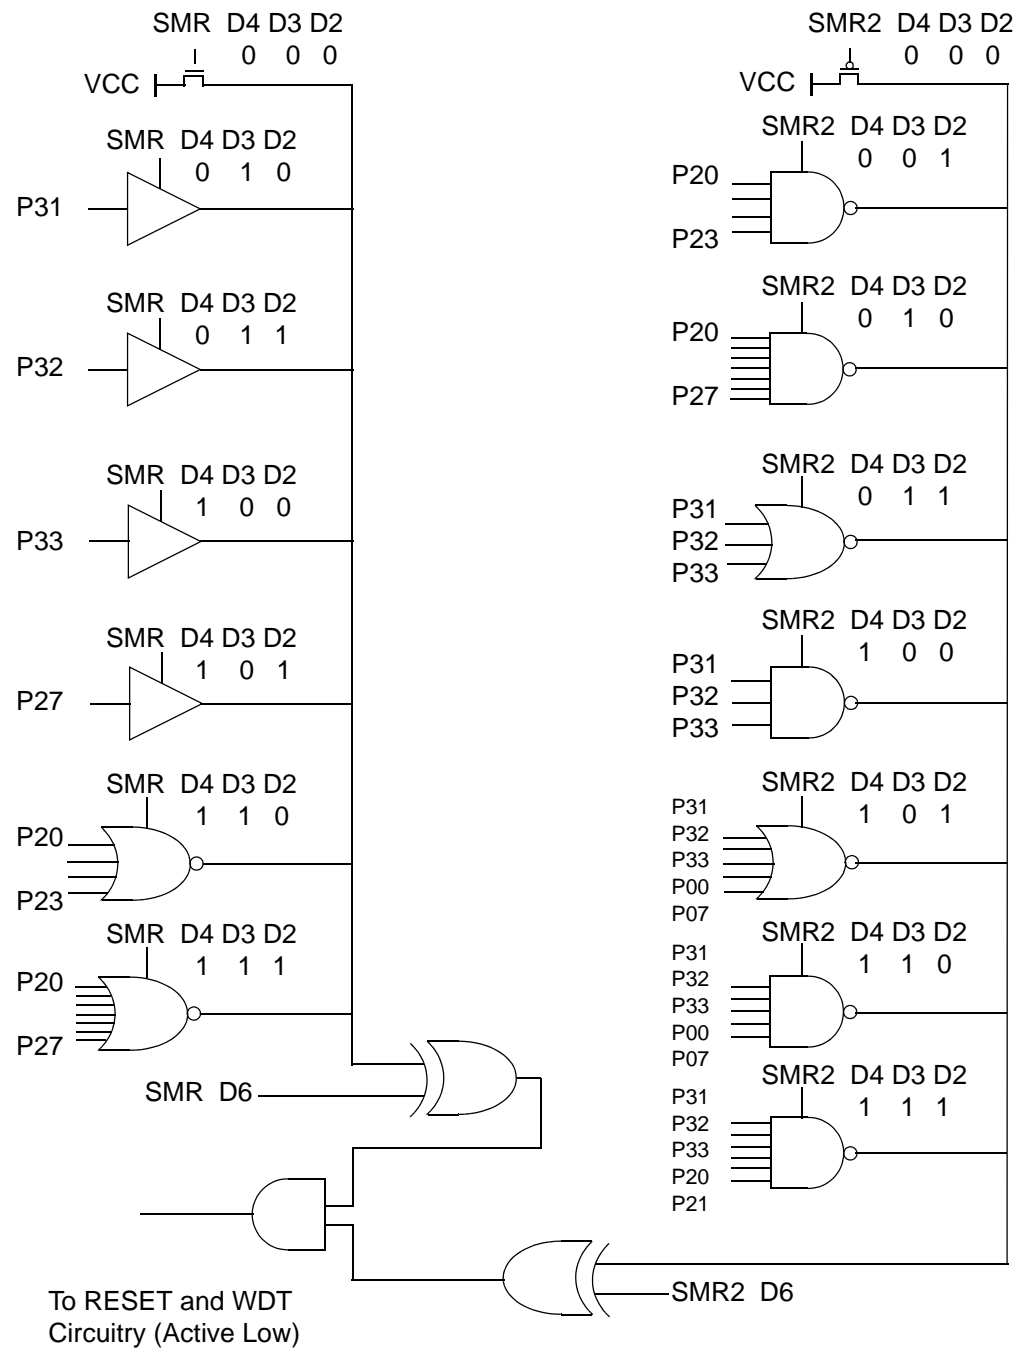 SMR D4 D3 D2
0 0 0
VCC
SMR D4 D3 D2
0 1 0
P31
SMR D4 D3 D2
0 1 1
P32
SMR D4 D3 D2
1 0 0
P33
SMR D4 D3 D2
1 0 1
P27
SMR D4 D3 D2
1 1 0
P20
P23
SMR D4 D3 D2
1 1 1
P20
P27
SMR D6
To RESET and WDT
Circuitry (Active Low)
SMR2 D4 D3 D2
0 0 0
VCC
SMR2 D4 D3 D2
0 0 1
P20
P23
SMR2 D4 D3 D2
0 1 0
P20
P27
SMR2 D4 D3 D2
0 1 1
P31
P32
P33
SMR2 D4 D3 D2
1 0 0
P31
P32
P33
SMR2 D4 D3 D2
1 0 1
P31
P32
P33
P00
P07
SMR2 D4 D3 D2
1 1 0
P31
P32
P33
P00
P07
SMR2 D4 D3 D2
1 1 1
P31
P32
P33
P20
P21
SMR2 D6